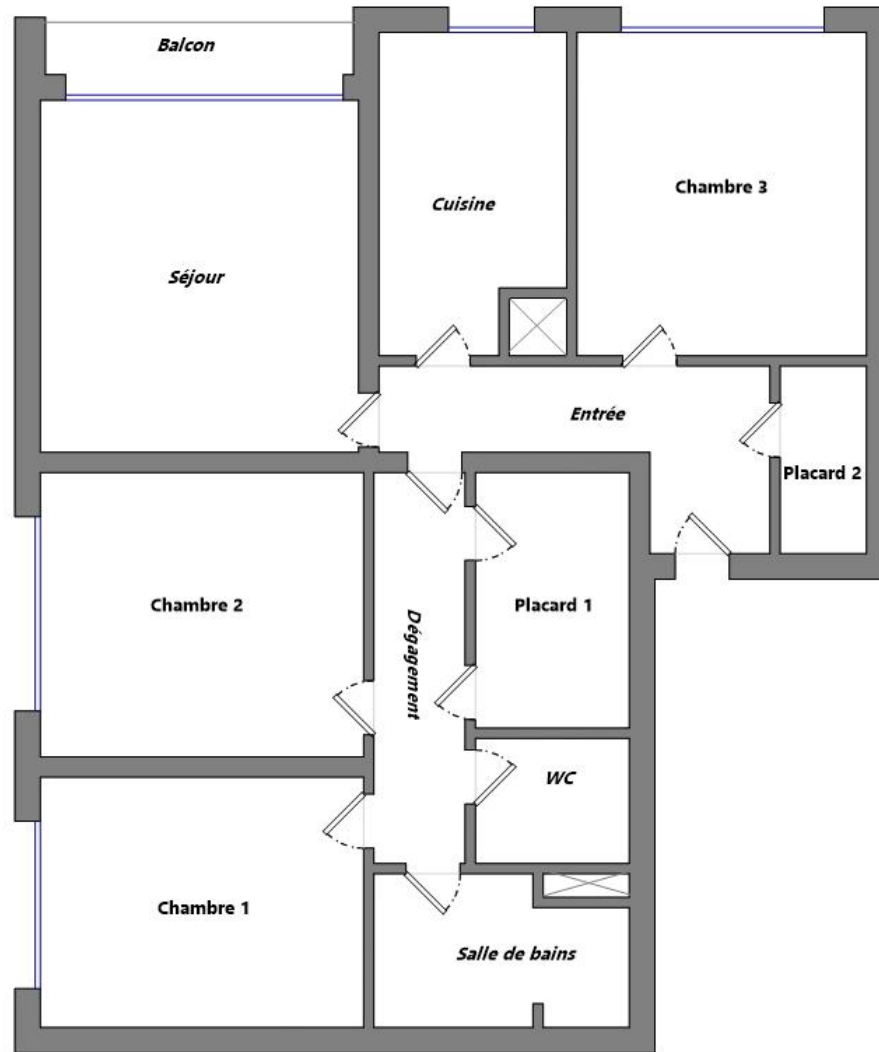 Balcon
Chambre 3
Cuisine
Séjour
Entrée
Placard 2
Chambre 2
Placard 1
Dégagement
WC
Chambre 1
Salle de bains